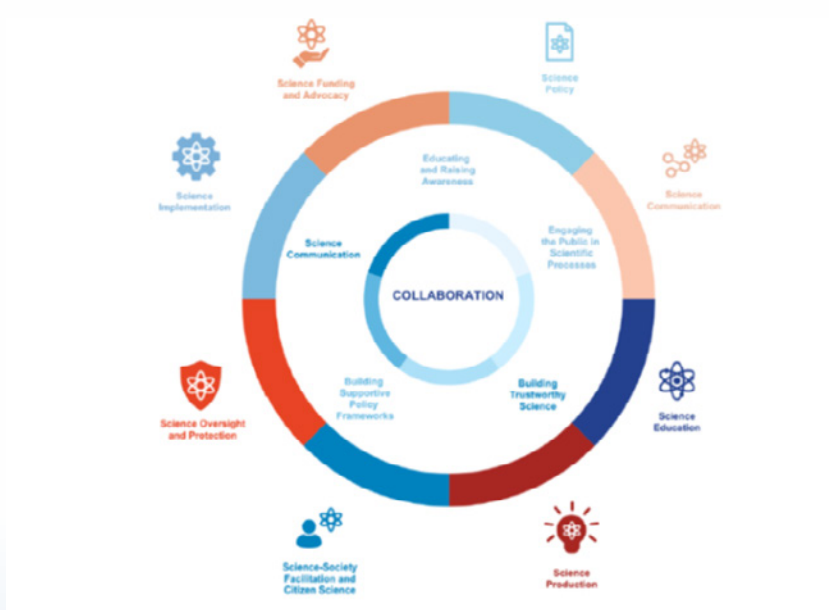 Science Funding
and Advocacy
Science
Policy
Science
Implementation
Science
Communication
Educating
and Raising
Awareness
Science
Communication
Engaging
the Public in
Scientific
Processes
COLLABORATION
Building
Supportive
Policy
Frameworks
Building
Trustworthy
Science
Science Oversight
and Protection
Science
Education
Science-Society
Facilitation and
Citizen Science
Science
Production